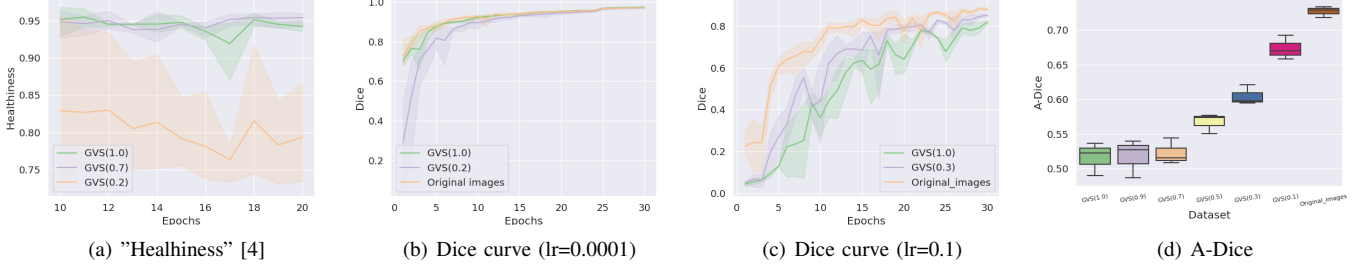 0.95
0.90
0.85
0.80
0.75
Healthiness
GVS(1.0)
GVS(0.7)
GVS(0.2)
10 12 14 16 18 20
Epochs
(a) ”Healhiness” [4]
1.0
0.8
0.6
0.4
0.2
Dice
GVS(1.0)
GVS(0.2)
Original images
0 5 10 15 20 25 30
Epochs
(b) Dice curve (lr=0.0001)
0.8
0.6
0.4
0.2
0.0
Dice
GVS(1.0)
GVS(0.3)
Original_images
0 5 10 15 20 25 30
Epochs
(c) Dice curve (lr=0.1)
0.70
0.65
0.60
0.55
0.50
A-Dice
GVS(1.0) GVS(0.9) GVS(0.7) GVS(0.5) GVS(0.3) GVS(0.1) Original_images
Dataset
(d) A-Dice